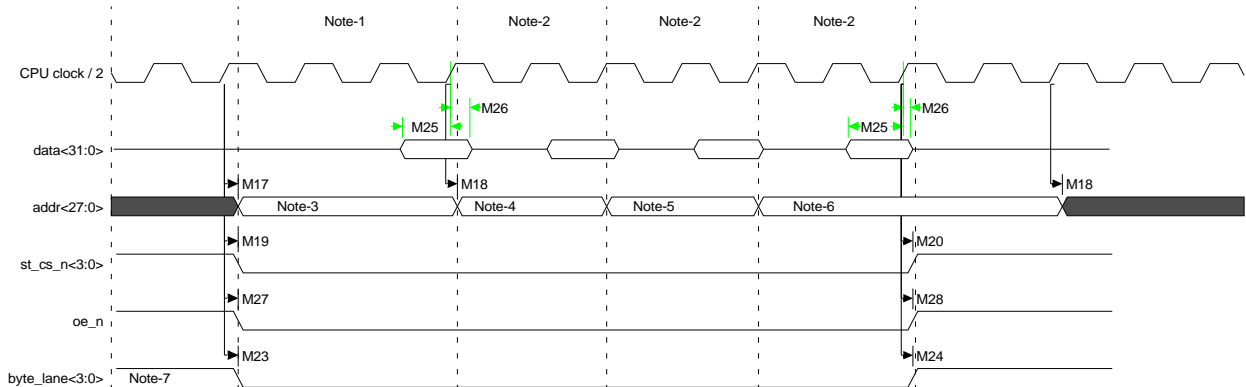 Note-1 Note-2 Note-2 Note-2
CPU clock / 2
M26 M26
M25 M25
data<31:0>
M17 M18 M18
addr<27:0> Note-3 Note-4 Note-5 Note-6
M19 M20
st_cs_n<3:0>
M27 M28
oe_n
M23 M24
byte_lane<3:0> Note-7